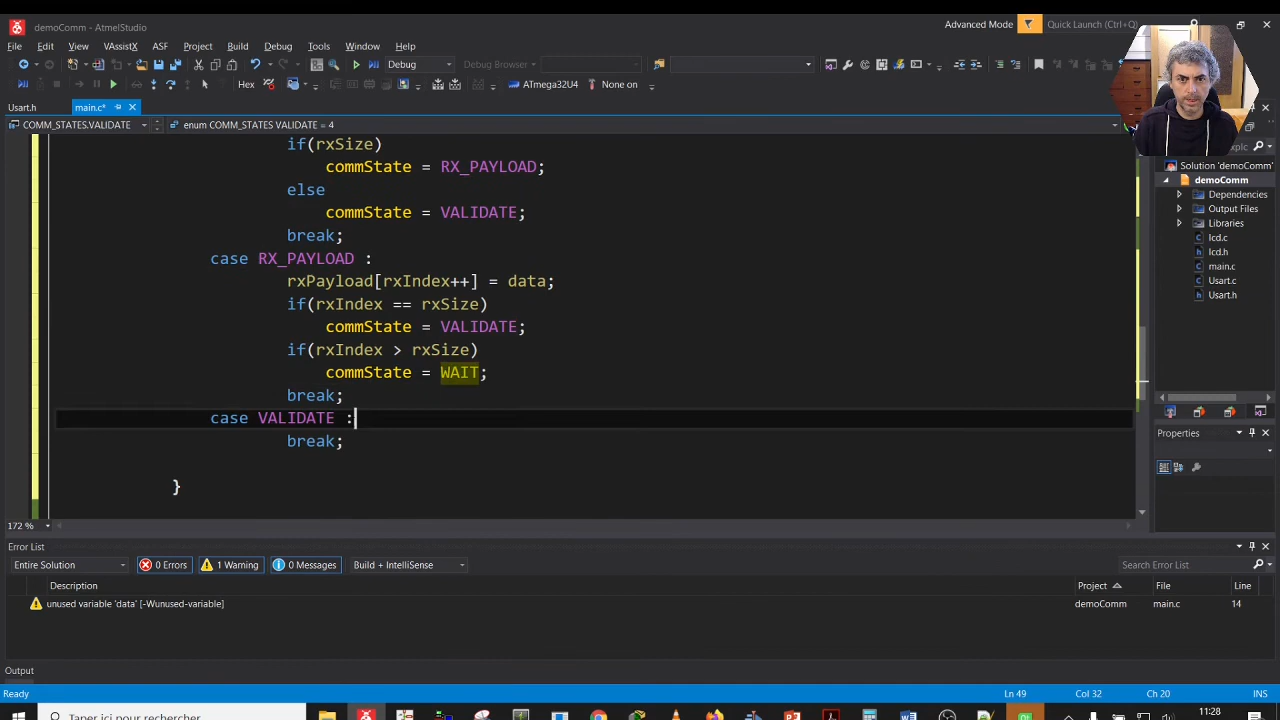 demoComm - AtmelStudio
Advanced Mode
Quick Launch (Ctrl+Q)
File Edit View VAssistX ASF Project Build Debug Tools Window Help
Debug
Debug Browser
Hex
ATmega32U4
None on
Usart.h
main.c*
COMM_STATES.VALIDATE
enum COMM_STATES VALIDATE = 4
if(rxSize)
commState = RX_PAYLOAD;
else
commState = VALIDATE;
break;
case RX_PAYLOAD :
rxPayload[rxIndex++] = data;
if(rxIndex == rxSize)
commState = VALIDATE;
if(rxIndex > rxSize)
commState = WAIT;
break;
case VALIDATE :
break;
}
172 %
Explc
Solution 'demoComm'
demoComm
Dependencies
Output Files
Libraries
lcd.c
lcd.h
main.c
Usart.c
Usart.h
Properties
Error List
Entire Solution
0 Errors
1 Warning
0 Messages
Build + IntelliSense
Search Error List
Description
Project
File
Line
unused variable 'data' [-Wunused-variable]
demoComm
main.c
14
Output
Ready
Ln 49
Col 32
Ch 20
INS
Taper ici pour rechercher
11:28